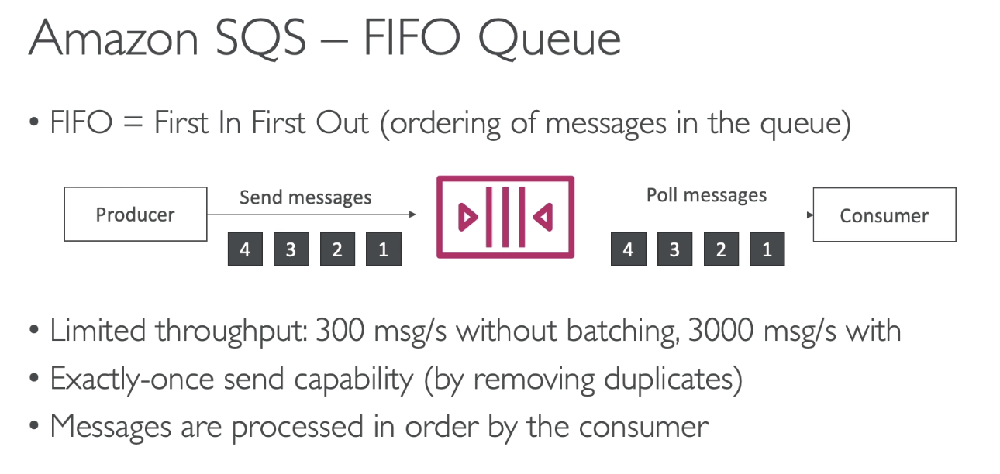 Amazon SQS – FIFO Queue
• FIFO = First In First Out (ordering of messages in the queue)
Producer
Send messages
4 3 2 1
Poll messages
4 3 2 1
Consumer
• Limited throughput: 300 msg/s without batching, 3000 msg/s with
• Exactly-once send capability (by removing duplicates)
• Messages are processed in order by the consumer